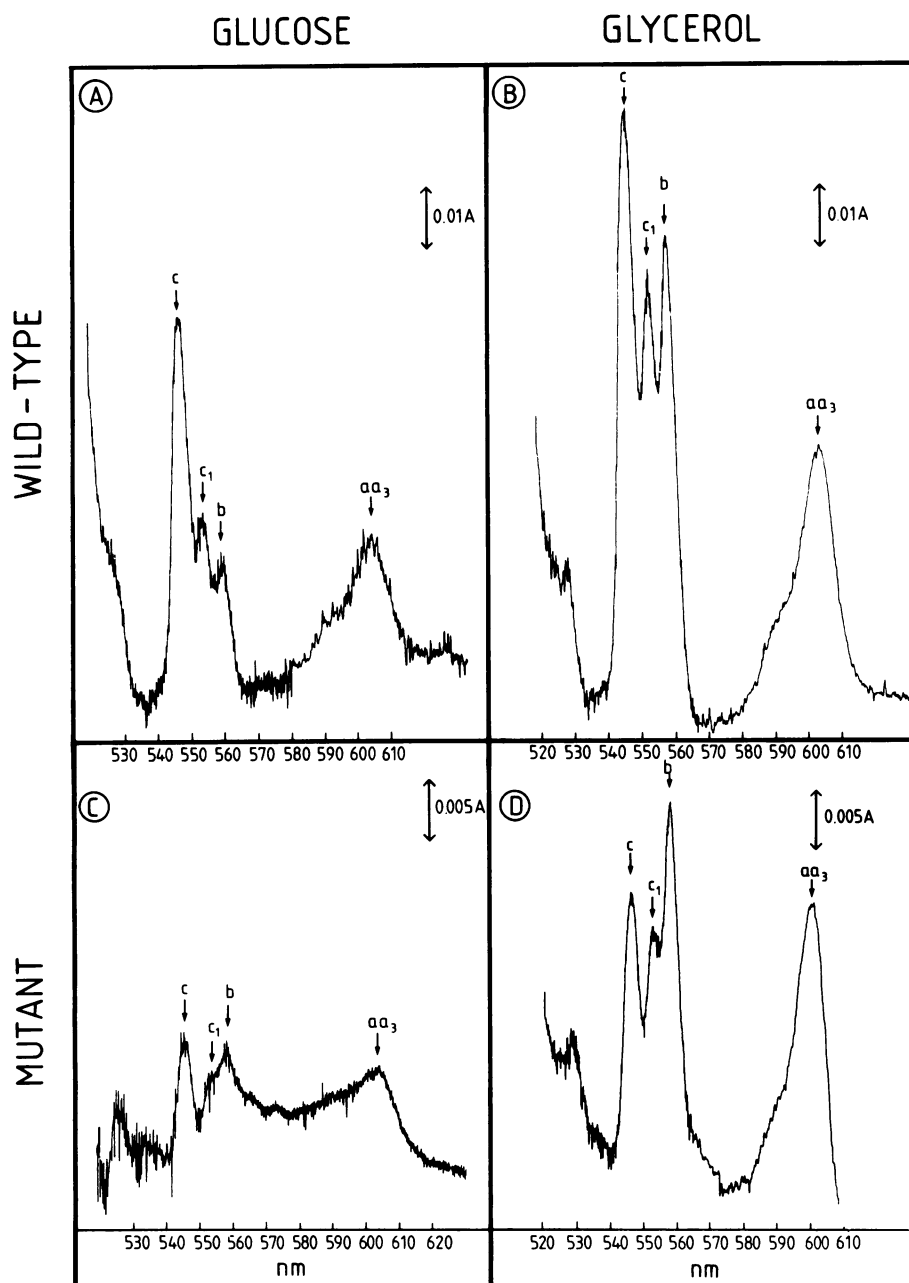 GLUCOSE GLYCEROL
WILD-TYPE
A
c
c₁
b
aa₃
0.01A
530 540 550 560 570 580 590 600 610
B
c
c₁
b
aa₃
0.01A
520 530 540 550 560 570 580 590 600 610
MUTANT
C
c
c₁
b
aa₃
0.005A
530 540 550 560 570 580 590 600 610 620
nm
D
c
c₁
b
aa₃
0.005A
520 530 540 550 560 570 580 590 600 610
nm